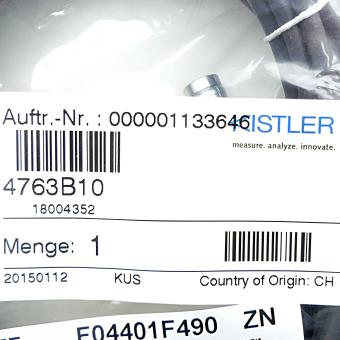 Auftr.-Nr. : 000001133646
KISTLER
measure. analyze. innovate.
4763B10
18004352
Menge: 1
20150112 KUS Country of Origin: CH
E04401F490 ZN